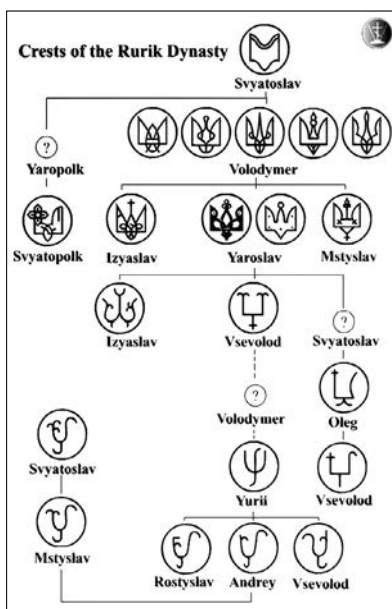 Crests of the Rurik Dynasty
Svyatoslav
?
Yaropolk
Volodymer
Svyatopolk
Izyaslav
Yaroslav
Mstyslav
Izyaslav
Vsevolod
?
Svyatoslav
?
Volodymer
Oleg
Svyatoslav
Yurii
Vsevolod
Mstyslav
Rostyslav
Andrey
Vsevolod